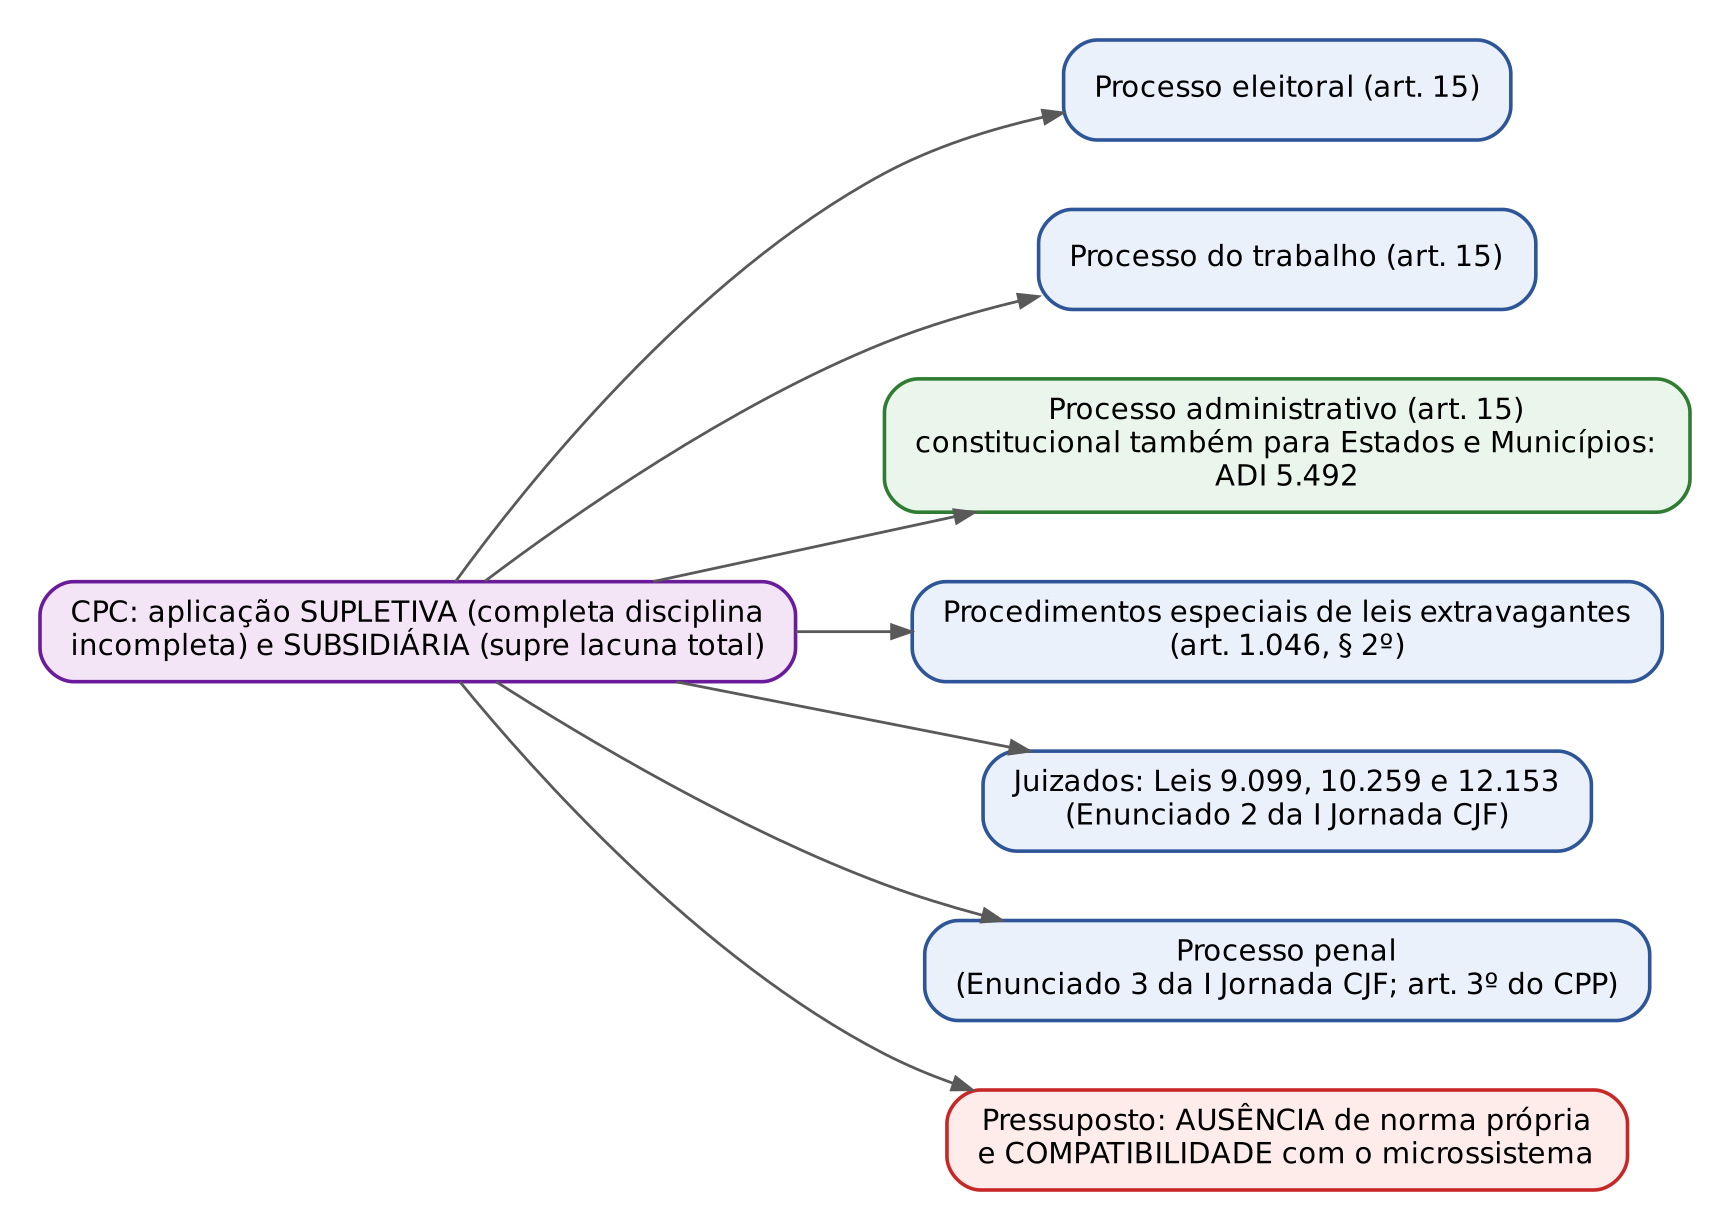 Processo eleitoral (art. 15)
Processo do trabalho (art. 15)
Processo administrativo (art. 15)
constitucional também para Estados e Municípios:
ADI 5.492
CPC: aplicação SUPLETIVA (completa disciplina
incompleta) e SUBSIDIÁRIA (supre lacuna total)
Procedimentos especiais de leis extravagantes
(art. 1.046, § 2º)
Juizados: Leis 9.099, 10.259 e 12.153
(Enunciado 2 da I Jornada CJF)
Processo penal
(Enunciado 3 da I Jornada CJF; art. 3º do CPP)
Pressuposto: AUSÊNCIA de norma própria
e COMPATIBILIDADE com o microssistema